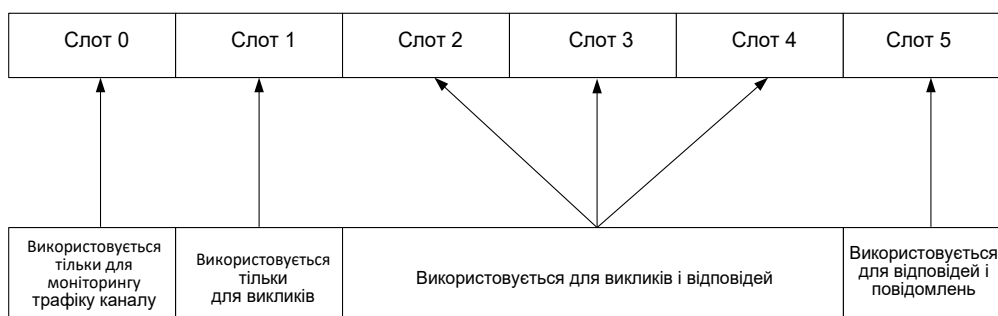 Слот 0
Слот 1
Слот 2
Слот 3
Слот 4
Слот 5
Використовується
тільки для
моніторингу
трафіку каналу
Використовується
тільки
для викликів
Використовується для викликів і відповідей
Використовується
для відповідей і
повідомлень